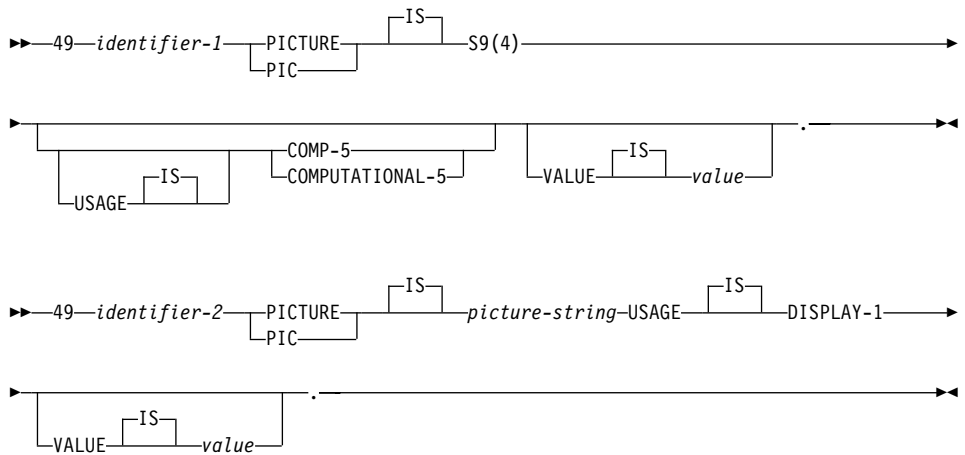 IS
49 identifier-1 PICTURE S9(4)
PIC
COMP-5 .
IS IS
COMPUTATIONAL-5 VALUE value
USAGE
IS IS
49 identifier-2 PICTURE picture-string USAGE DISPLAY-1
PIC
.
IS
VALUE value